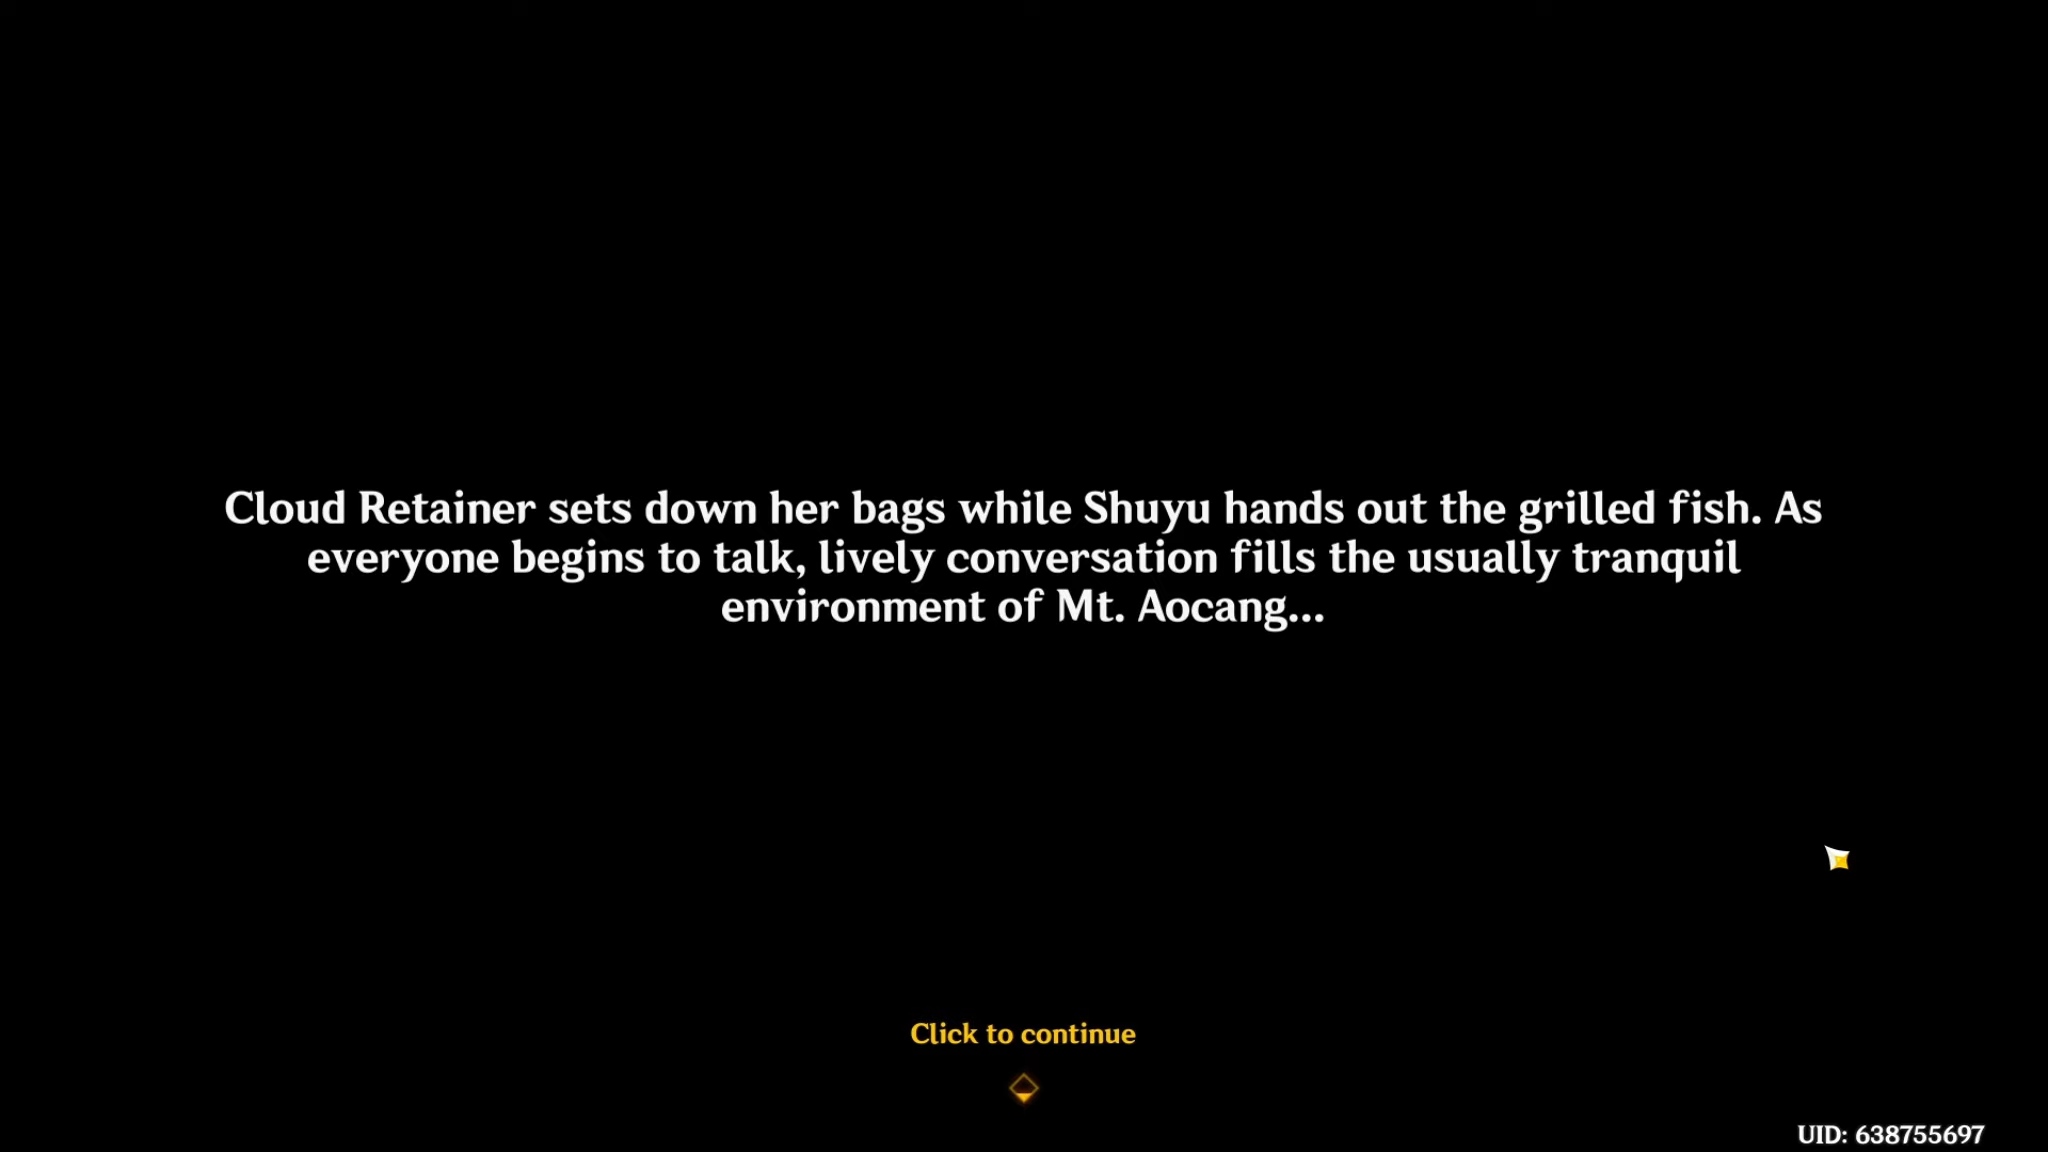 Cloud Retainer sets down her bags while Shuyu hands out the grilled fish. As
everyone begins to talk, lively conversation fills the usually tranquil
environment of Mt. Aocang...
Click to continue
UID: 638755697